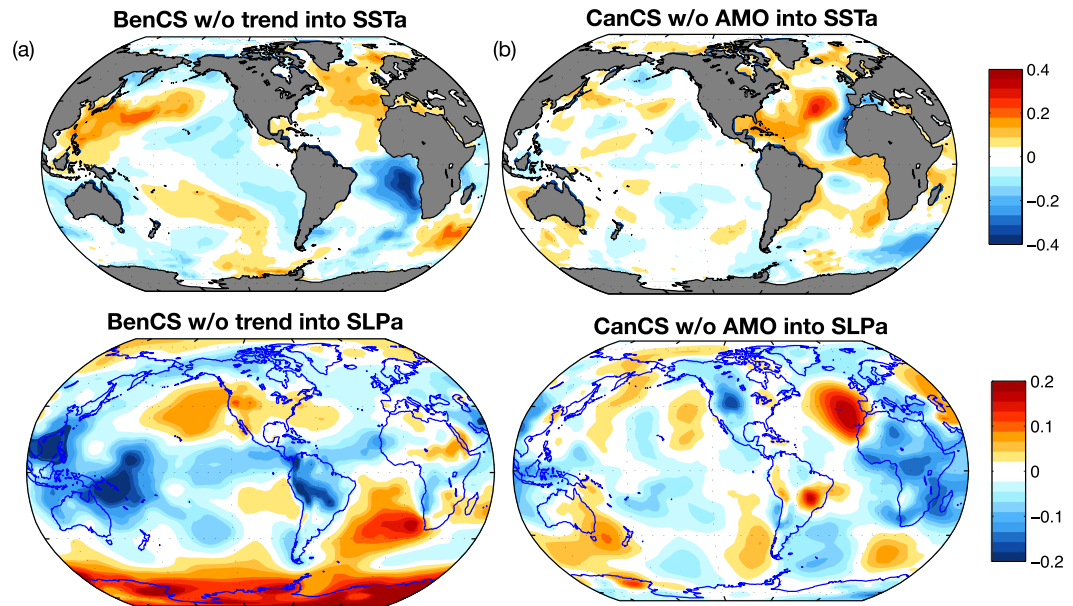 BenCS w/o trend into SSTa
CanCS w/o AMO into SSTa
(a)
(b)
0.4
0.2
0
−0.2
−0.4
BenCS w/o trend into SLPa
CanCS w/o AMO into SLPa
0.2
0.1
0
−0.1
−0.2